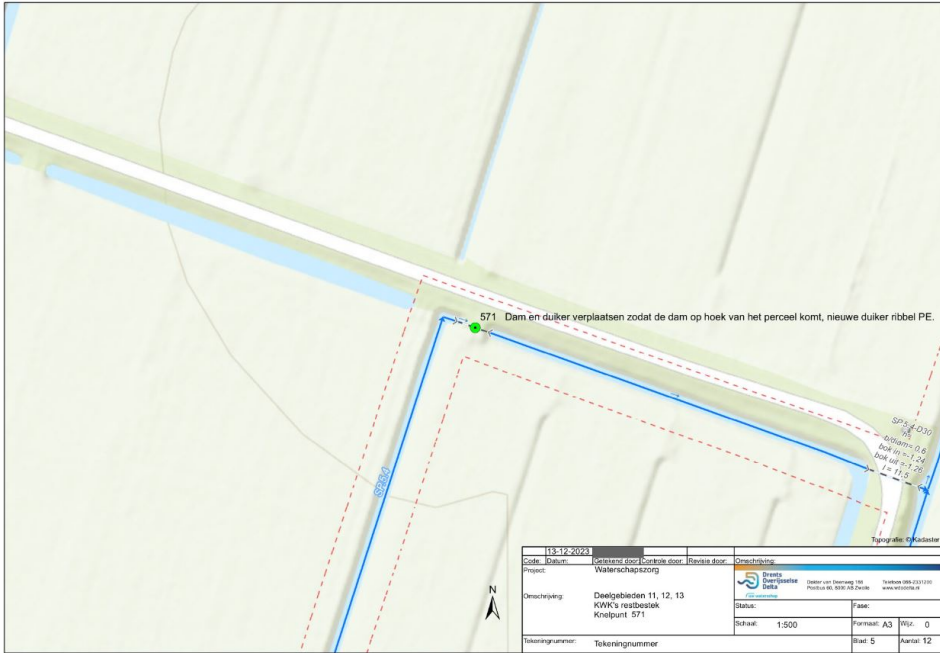 571 Dam en duiker verplaatsen zodat de dam op hoek van het perceel komt, nieuwe duiker ribbel PE.
SP5.4-D30
b/diam= 0,6
bok in =-1,24
bok uit =-1,26
l = 11,5
SP5.4
Topografie: © Kadaster
N
13-12-2023
Code: Datum: Getekend door: Controle door: Revisie door: Omschrijving:
Project: Waterschapszorg
Omschrijving: Deelgebieden 11, 12, 13
KWK's restbestek
Knelpunt 571
Drents
Overijsselse
Delta
Dokter van Deenweg 186
Postbus 60, 8000 AB Zwolle
Telefoon 088-2331200
www.wdodelta.nl
Status: Fase:
Schaal: 1:500 Formaat: A3 Wijz. 0
Tekeningnummer: Tekeningnummer Blad: 5 Aantal: 12